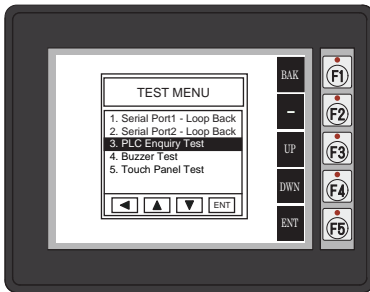 TEST MENU
1. Serial Port1 - Loop Back
2. Serial Port2 - Loop Back
3. PLC Enquiry Test
4. Buzzer Test
5. Touch Panel Test
ENT
BAK
–
UP
DWN
ENT
F1
F2
F3
F4
F5